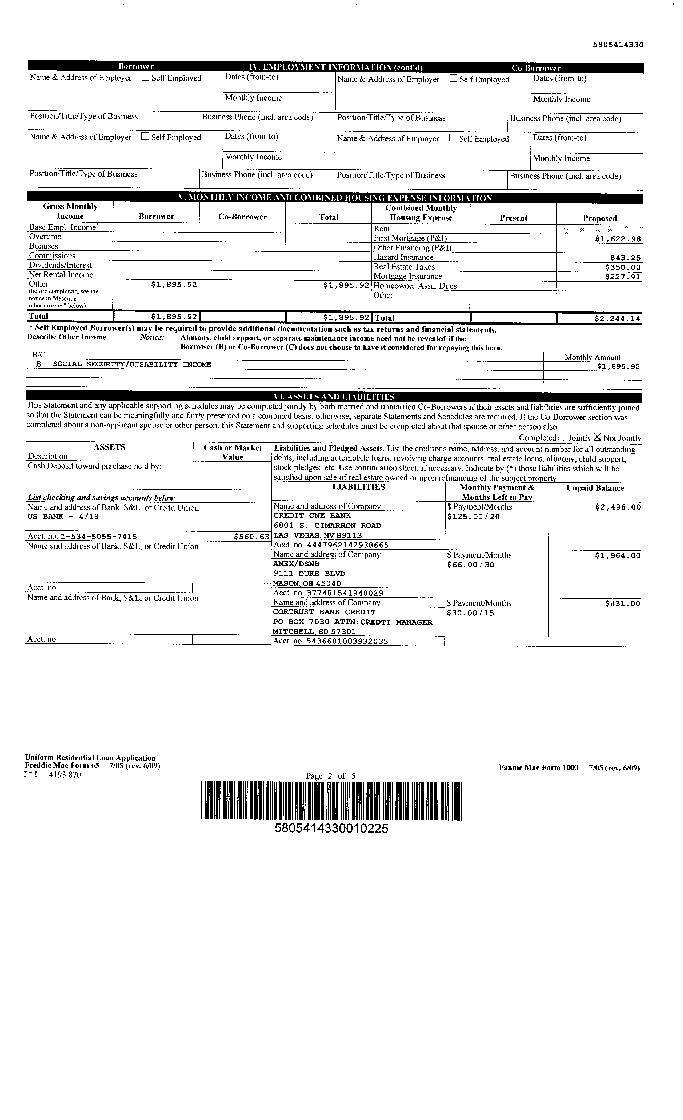 5805414330
Borrower IV. EMPLOYMENT INFORMATION (cont'd) Co-Borrower
Name & Address of Employer ☐ Self Employed Dates (from-to) Name & Address of Employer ☐ Self Employed Dates (from-to)
Monthly Income Monthly Income
Position/Title/Type of Business Business Phone (incl. area code) Position/Title/Type of Business Business Phone (incl. area code)
Name & Address of Employer ☐ Self Employed Dates (from-to) Name & Address of Employer Self Employed Dates (from-to)
Monthly Income Monthly Income
Position/Title/Type of Business Business Phone (incl. area code) Position/Title/Type of Business Business Phone (incl. area code)
V. MONTHLY INCOME AND COMBINED HOUSING EXPENSE INFORMATION
Gross Monthly Income Borrower Co-Borrower Total Combined Monthly Housing Expense Present Proposed
Base Empl. Income* Rent
Overtime First Mortgage (P&I) $1,622.98
Bonuses Other Financing (P&I)
Commissions Hazard Insurance $43.25
Dividends/Interest Real Estate Taxes $350.00
Net Rental Income Mortgage Insurance $227.91
Other $1,895.92 $1,895.92 Homeowner Assn. Dues
(before completing, see the notice in "describe other income," below) Other
Total $1,895.92 $1,895.92 Total $2,244.14
* Self Employed Borrower(s) may be required to provide additional documentation such as tax returns and financial statements.
Describe Other Income Notice: Alimony, child support, or separate maintenance income need not be revealed if the
Borrower (B) or Co-Borrower (C) does not choose to have it considered for repaying this loan.
B/C Monthly Amount
B SOCIAL SECURITY/DISABILITY INCOME $1,895.92
VI. ASSETS AND LIABILITIES
This Statement and any applicable supporting schedules may be completed jointly by both married and unmarried Co-Borrowers if their assets and liabilities are sufficiently joined
so that the Statement can be meaningfully and fairly presented on a combined basis; otherwise, separate Statements and Schedules are required. If the Co-Borrower section was
completed about a non-applicant spouse or other person, this Statement and supporting schedules must be completed about that spouse or other person also.
Completed Jointly ☒ Not Jointly
ASSETS Cash or Market Value
Description
Cash Deposit toward purchase held by:
Liabilities and Pledged Assets. List the creditor's name, address, and account number for all outstanding
debts, including automobile loans, revolving charge accounts, real estate loans, alimony, child support,
stock pledges, etc. Use continuation sheet, if necessary. Indicate by (*) those liabilities which will be
satisfied upon sale of real estate owned or upon refinancing of the subject property.
LIABILITIES Monthly Payment & Months Left to Pay Unpaid Balance
List checking and savings accounts below
Name and address of Bank, S&L, or Credit Union
US BANK - 4/18
Acct. no. 1-534-5055-7415 $560.63
Name and address of Bank, S&L, or Credit Union
Acct. no.
Name and address of Bank, S&L, or Credit Union
Acct. no.
Name and address of Company $ Payment/Months $2,496.00
CREDIT ONE BANK $125.00/20
6801 S. CIMARRON ROAD
LAS VEGAS, NV 89113
Acct. no. 4447962142930665
Name and address of Company $ Payment/Months $1,964.00
AMEX/DSNB $66.00/30
9111 DUKE BLVD
MASON, OH 45040
Acct. no. 377461541940029
Name and address of Company $ Payment/Months $431.00
CORTRUST BANK CREDIT $30.00/15
PO BOX 7030 ATTN:CREDTI MANAGER
MITCHELL, SD 57301
Acct. no. 5436601003992035
Uniform Residential Loan Application
Freddie Mac Form 65 7/05 (rev. 6/09) Fannie Mae Form 1003 7/05 (rev. 6/09)
Page 2 of 5
5805414330010225